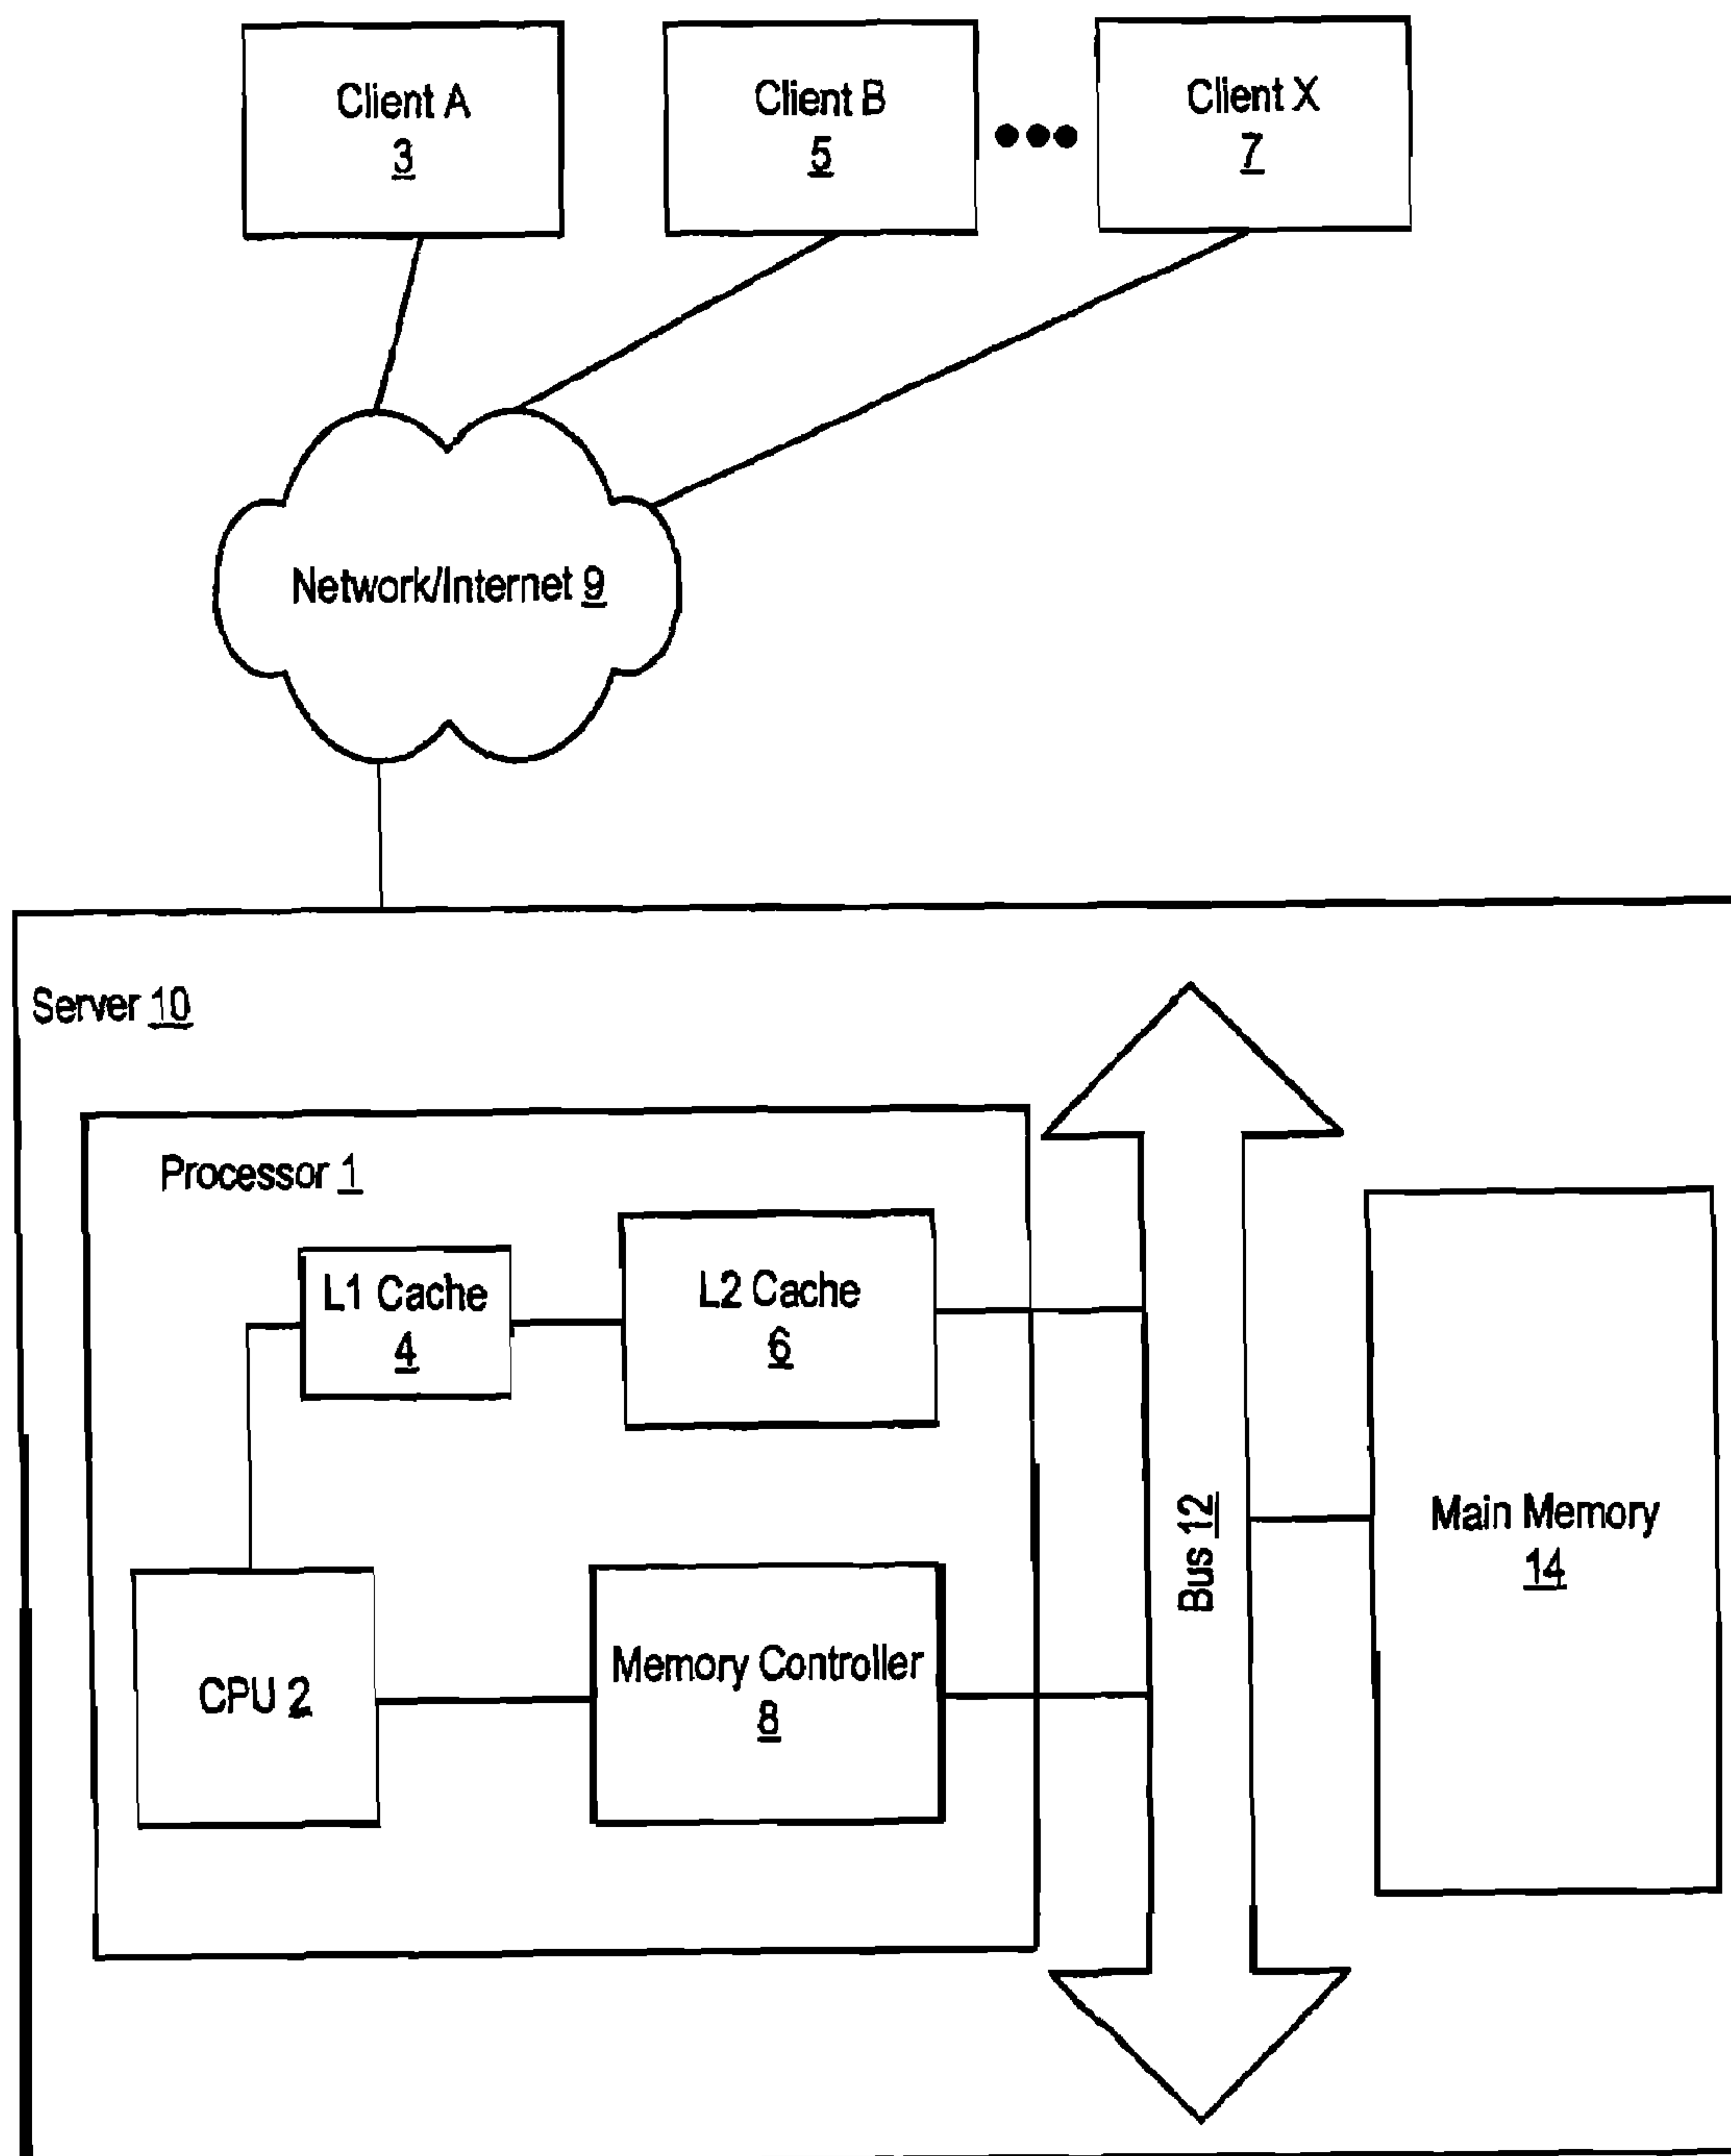 Client A
3
Client B
5
Client X
7
Network/Internet 9
Server 10
Processor 1
L1 Cache
4
L2 Cache
6
CPU 2
Memory Controller
8
Bus 12
Main Memory
14